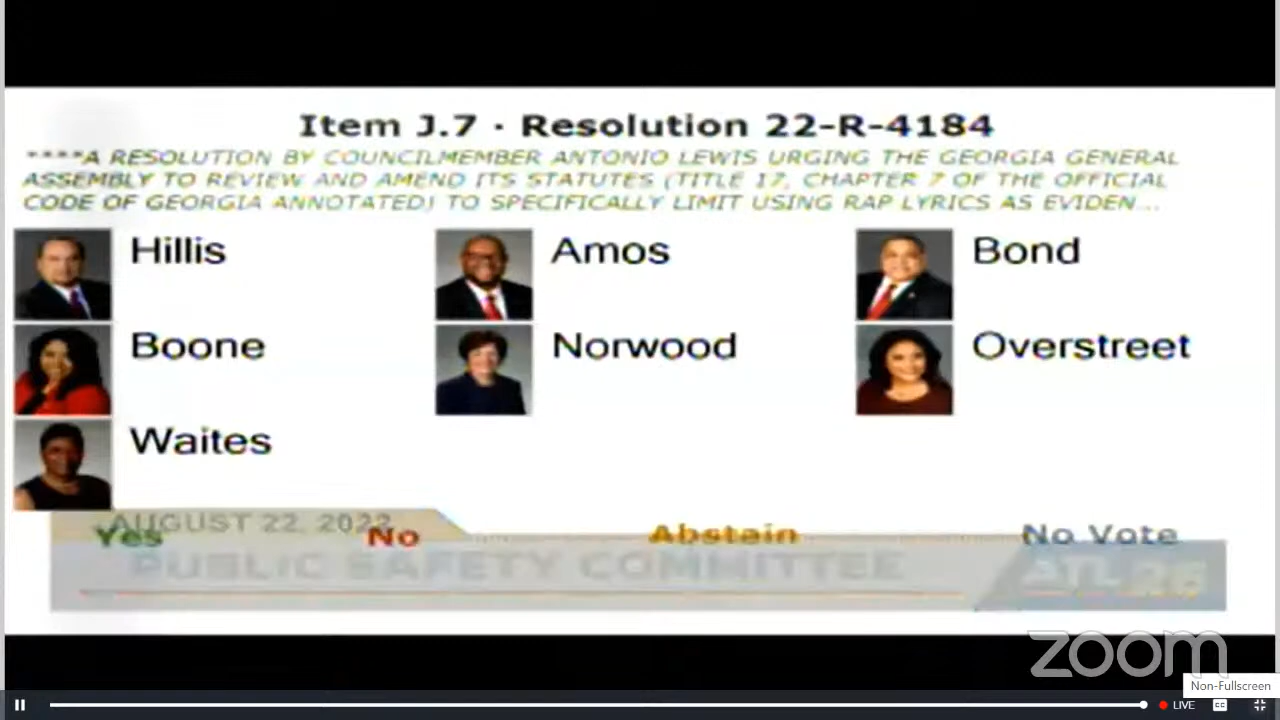 Item J.7 · Resolution 22-R-4184
****A RESOLUTION BY COUNCILMEMBER ANTONIO LEWIS URGING THE GEORGIA GENERAL
ASSEMBLY TO REVIEW AND AMEND ITS STATUTES (TITLE 17, CHAPTER 7 OF THE OFFICIAL
CODE OF GEORGIA ANNOTATED) TO SPECIFICALLY LIMIT USING RAP LYRICS AS EVIDEN...
Hillis Amos Bond
Boone Norwood Overstreet
Waites
AUGUST 22, 2022
Yes No Abstain No Vote
PUBLIC SAFETY COMMITTEE
ATL 26
zoom
Non-Fullscreen
LIVE CC